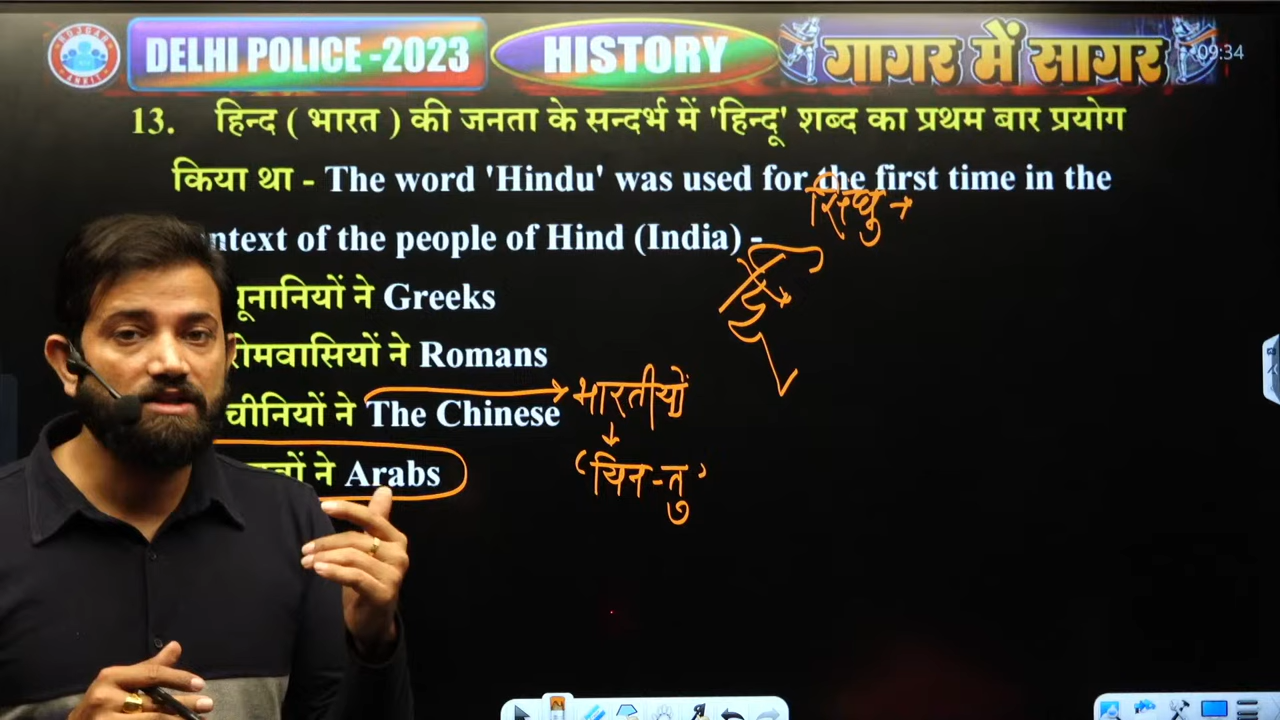 ROJGAR
ANKIT
DELHI POLICE -2023
HISTORY
गागर में सागर
09:34
13. हिन्द ( भारत ) की जनता के सन्दर्भ में 'हिन्दू' शब्द का प्रथम बार प्रयोग
किया था - The word 'Hindu' was used for the first time in the
सिन्धु →
ntext of the people of Hind (India) -
यूनानियों ने Greeks
रोमवासियों ने Romans
चीनियों ने The Chinese
भारतीयों
ने Arabs
'यिन-तु'